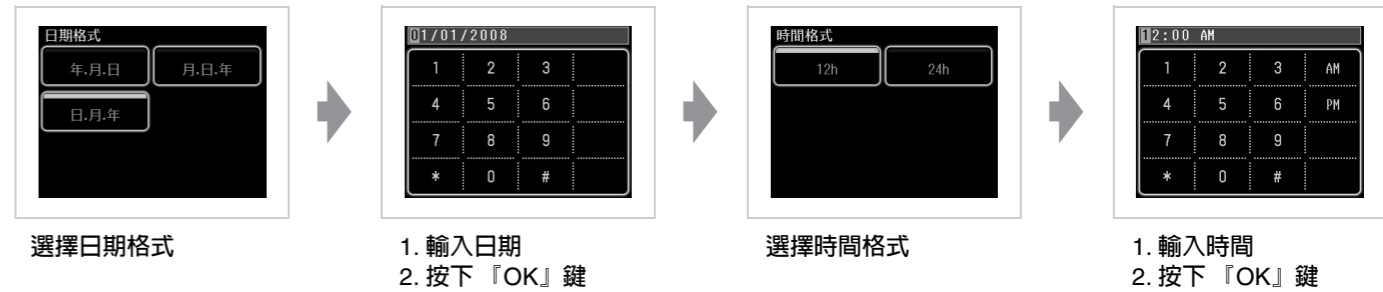 日期格式
年.月.日 月.日.年
日.月.年
選擇日期格式
01/01/2008
1 2 3
4 5 6
7 8 9
* 0 #
1. 輸入日期
2. 按下『OK』鍵
時間格式
12h 24h
選擇時間格式
12:00 AM
1 2 3 AM
4 5 6 PM
7 8 9
* 0 #
1. 輸入時間
2. 按下『OK』鍵